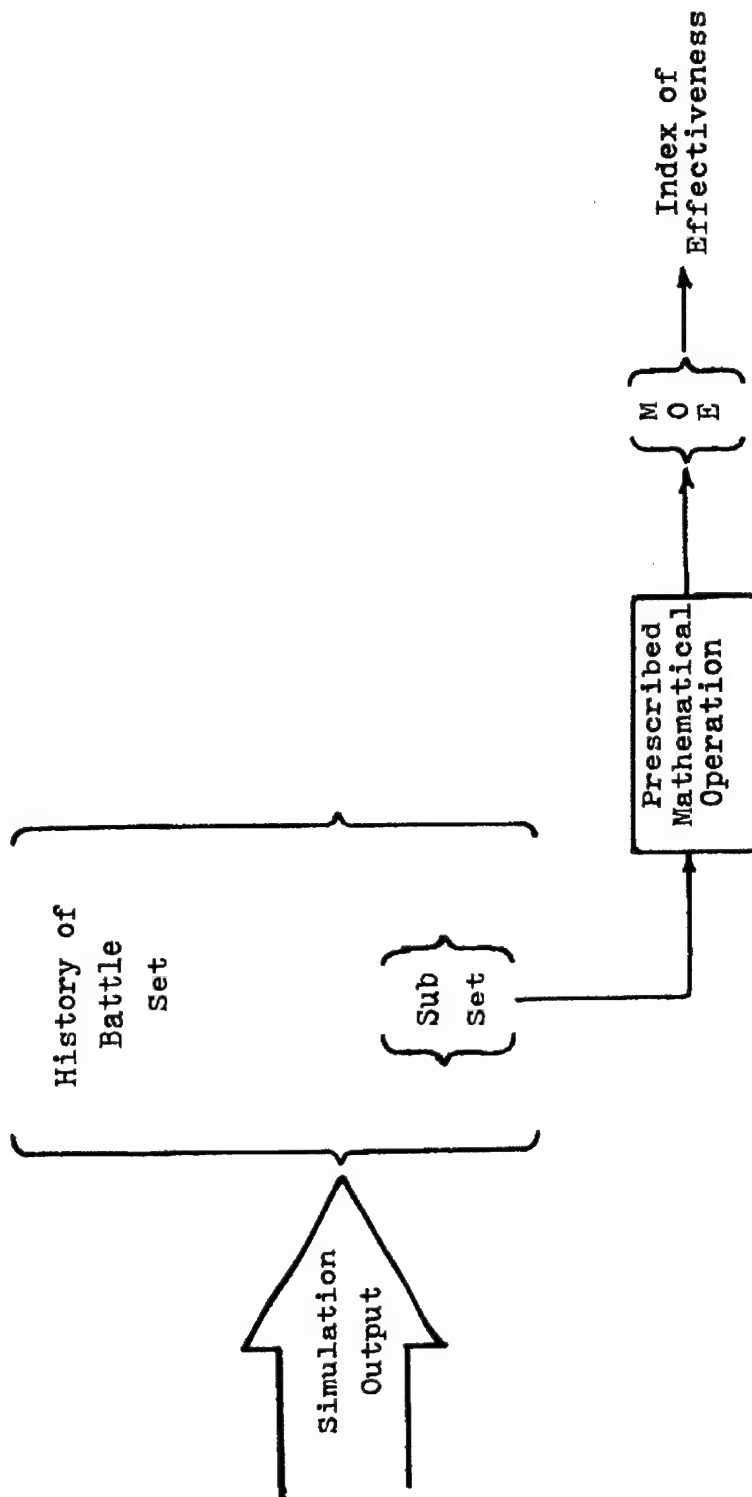 Simulation
Output
History of
Battle
Set
Sub
Set
Prescribed
Mathematical
Operation
M
O
E
Index of
Effectiveness